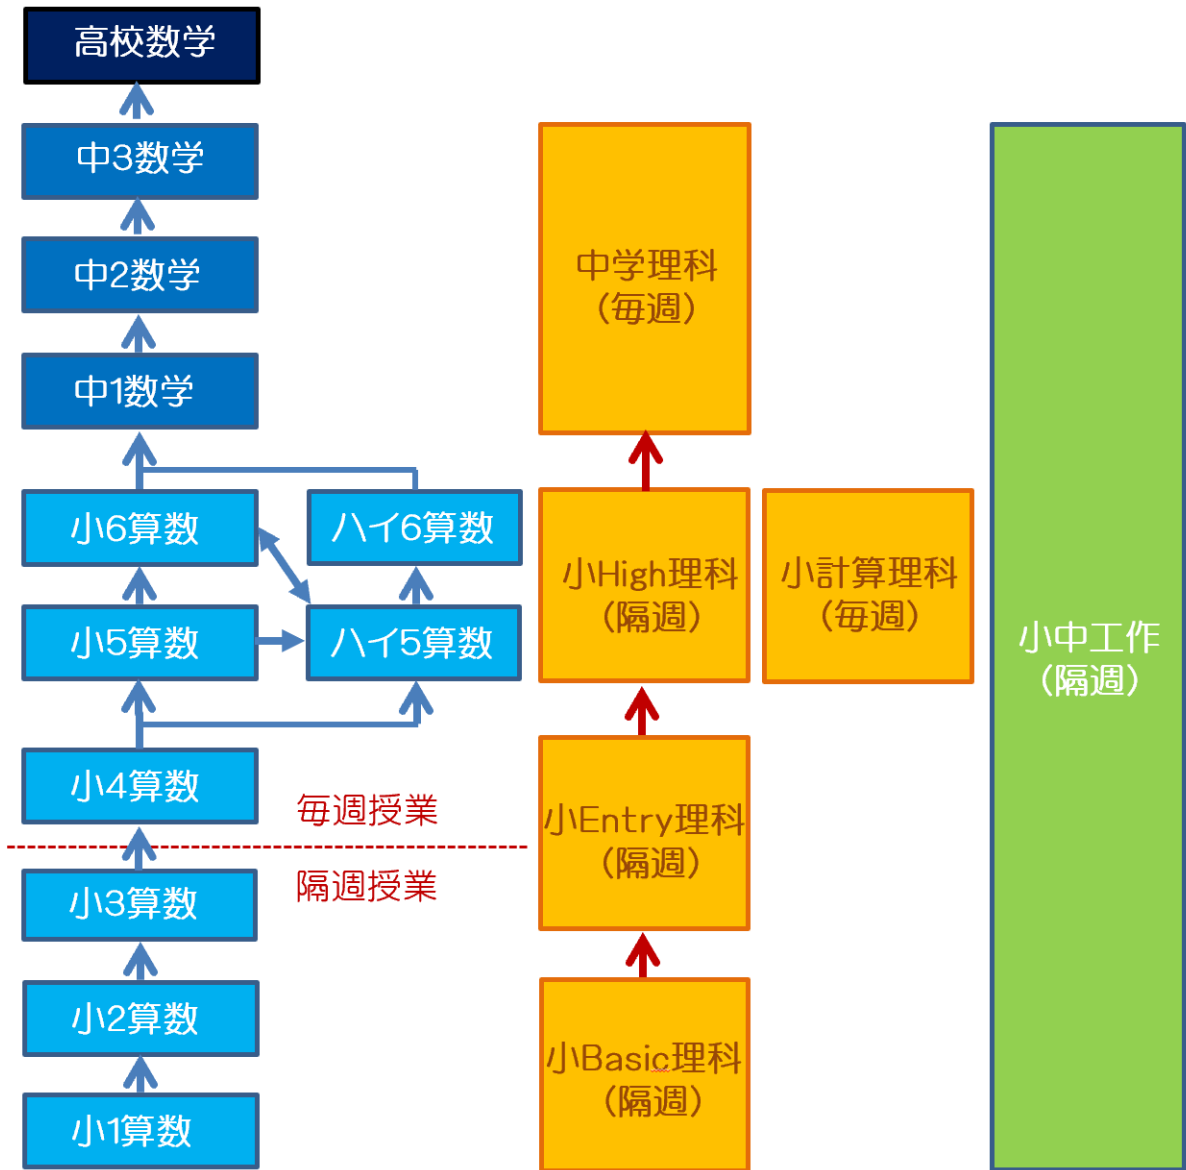 高校数学
中3数学
中2数学
中1数学
小6算数
ハイ6算数
小5算数
ハイ5算数
小4算数
毎週授業
隔週授業
小3算数
小2算数
小1算数
中学理科
(毎週)
小High理科
(隔週)
小計算理科
(毎週)
小Entry理科
(隔週)
小Basic理科
(隔週)
小中工作
(隔週)